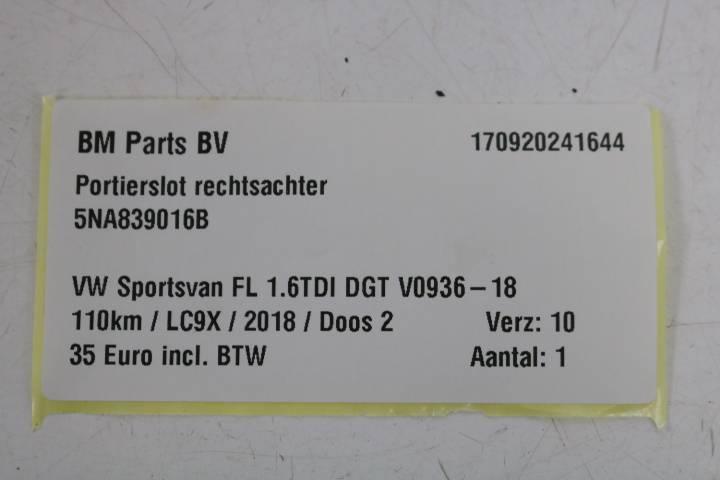 BM Parts BV 170920241644
Portierslot rechtsachter
5NA839016B
VW Sportsvan FL 1.6TDI DGT V0936-18
110km / LC9X / 2018 / Doos 2 Verz: 10
35 Euro incl. BTW Aantal: 1